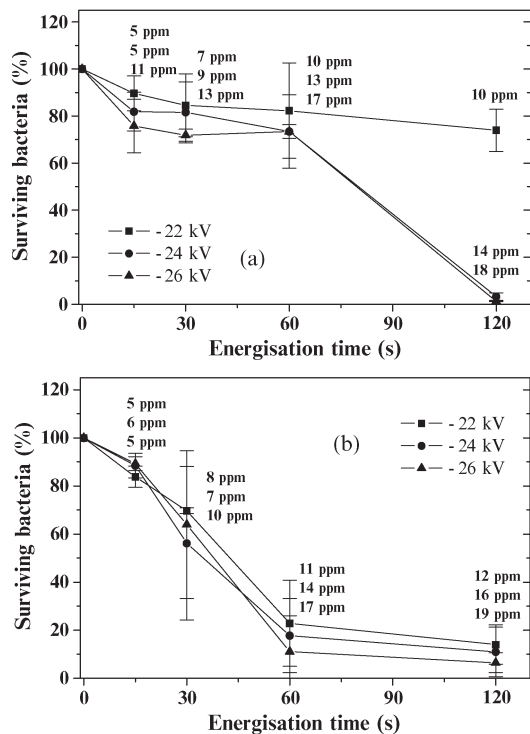 120
100
80
60
40
20
0
Surviving bacteria (%)
5 ppm
5 ppm
11 ppm
7 ppm
9 ppm
13 ppm
10 ppm
13 ppm
17 ppm
10 ppm
14 ppm
18 ppm
- 22 kV
- 24 kV
- 26 kV
(a)
0 30 60 90 120
Energisation time (s)
120
100
80
60
40
20
0
Surviving bacteria (%)
5 ppm
6 ppm
5 ppm
8 ppm
7 ppm
10 ppm
11 ppm
14 ppm
17 ppm
12 ppm
16 ppm
19 ppm
(b)
- 22 kV
- 24 kV
- 26 kV
0 30 60 90 120
Energisation time (s)